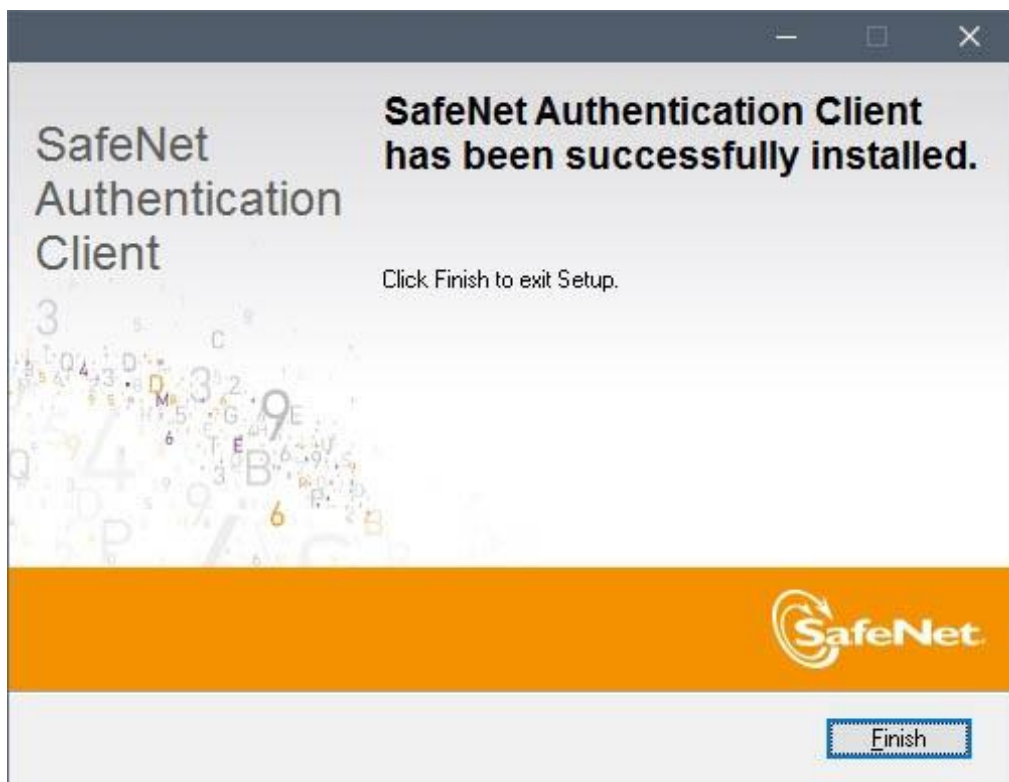 SafeNet
Authentication
Client
SafeNet Authentication Client
has been successfully installed.
Click Finish to exit Setup.
SafeNet.
Finish